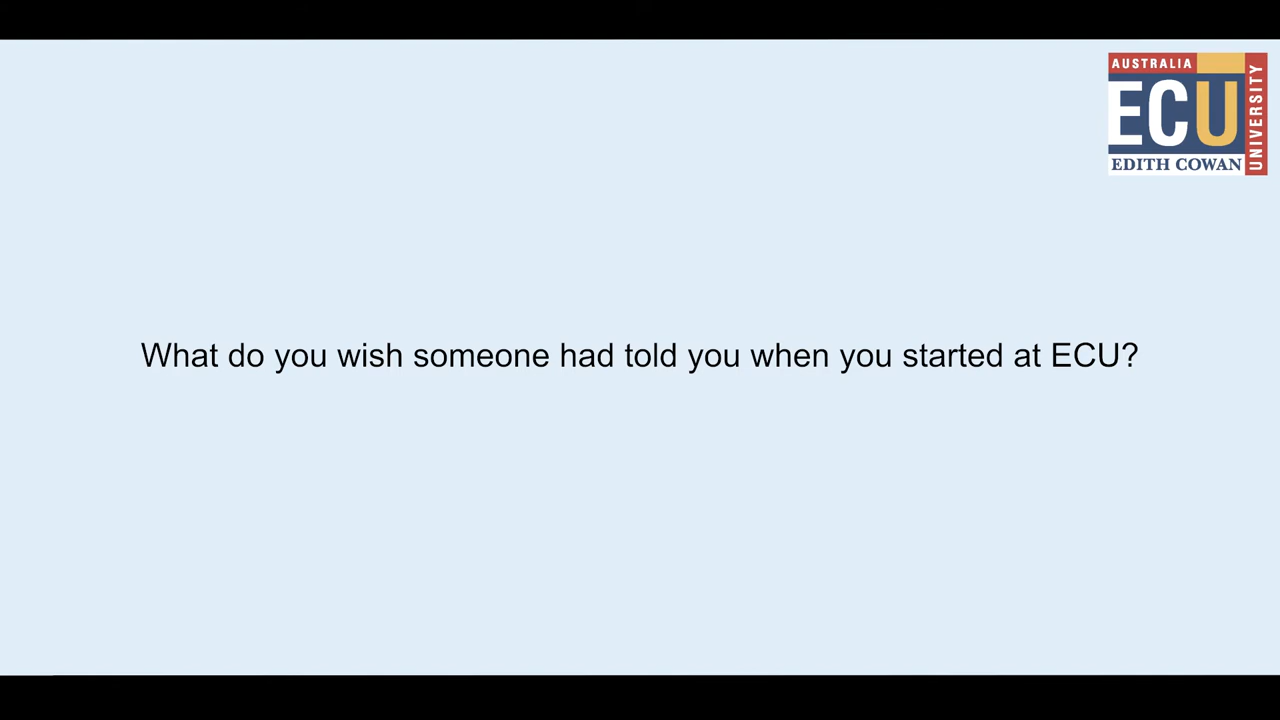 AUSTRALIA
ECU
EDITH COWAN
UNIVERSITY
What do you wish someone had told you when you started at ECU?